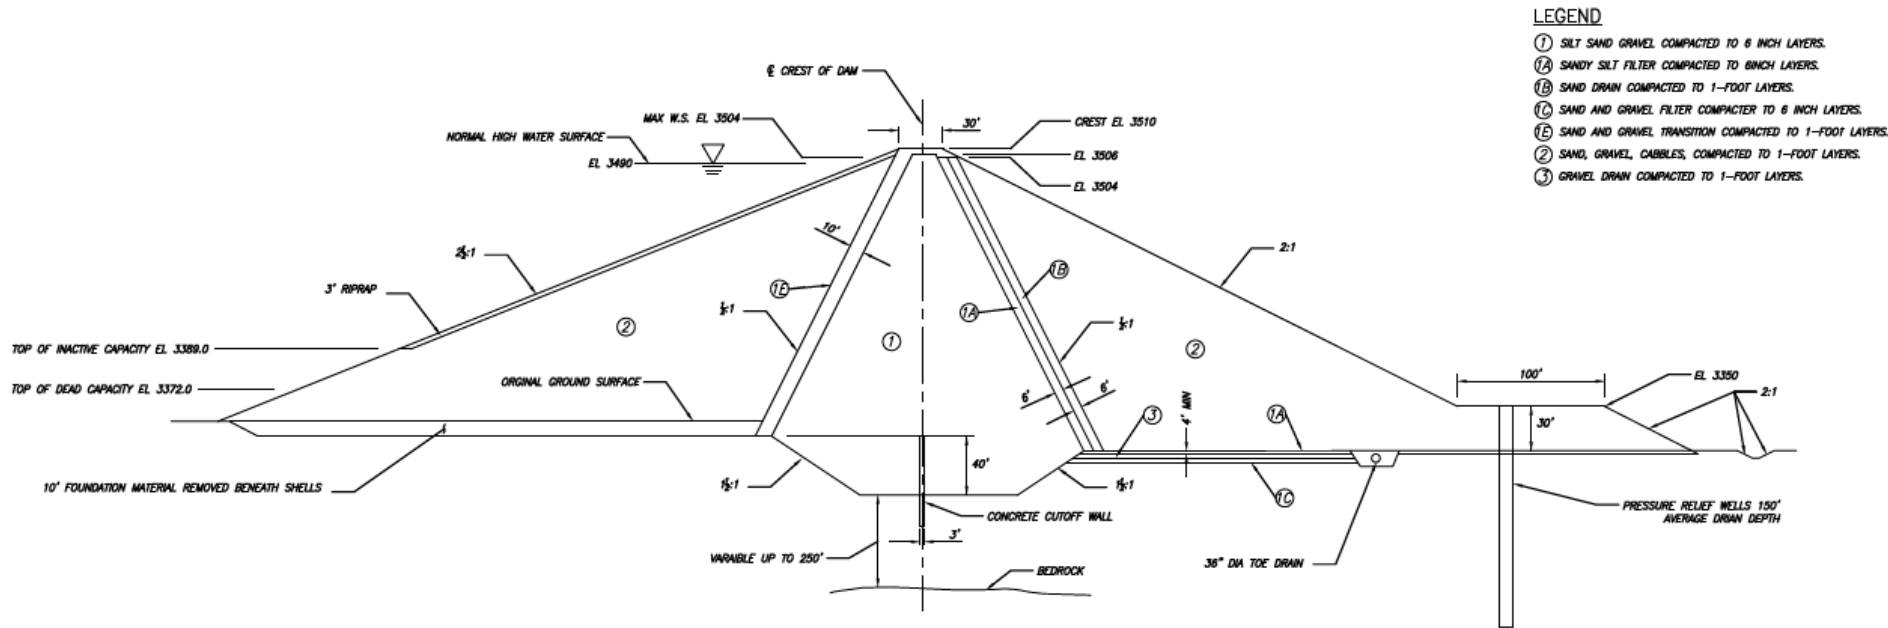 LEGEND
1 SILT SAND GRAVEL COMPACTED TO 6 INCH LAYERS.
1A SANDY SILT FILTER COMPACTED TO 6INCH LAYERS.
1B SAND DRAIN COMPACTED TO 1-FOOT LAYERS.
1C SAND AND GRAVEL FILTER COMPACTER TO 6 INCH LAYERS.
1E SAND AND GRAVEL TRANSITION COMPACTED TO 1-FOOT LAYERS.
2 SAND, GRAVEL, CABBLES, COMPACTED TO 1-FOOT LAYERS.
3 GRAVEL DRAIN COMPACTED TO 1-FOOT LAYERS.
℄ CREST OF DAM
MAX W.S. EL 3504
30'
CREST EL 3510
NORMAL HIGH WATER SURFACE
EL 3490
EL 3506
EL 3504
10'
2½:1
2:1
3' RIPRAP
1E
1B
1A
½:1
½:1
2
1
2
TOP OF INACTIVE CAPACITY EL 3389.0
TOP OF DEAD CAPACITY EL 3372.0
ORGINAL GROUND SURFACE
100'
EL 3350
2:1
6'
6'
4' MIN
3
1A
30'
40'
10' FOUNDATION MATERIAL REMOVED BENEATH SHELLS
1½:1
1½:1
1C
CONCRETE CUTOFF WALL
3'
PRESSURE RELIEF WELLS 150'
AVERAGE DRIAN DEPTH
VARAIBLE UP TO 250'
36" DIA TOE DRAIN
BEDROCK